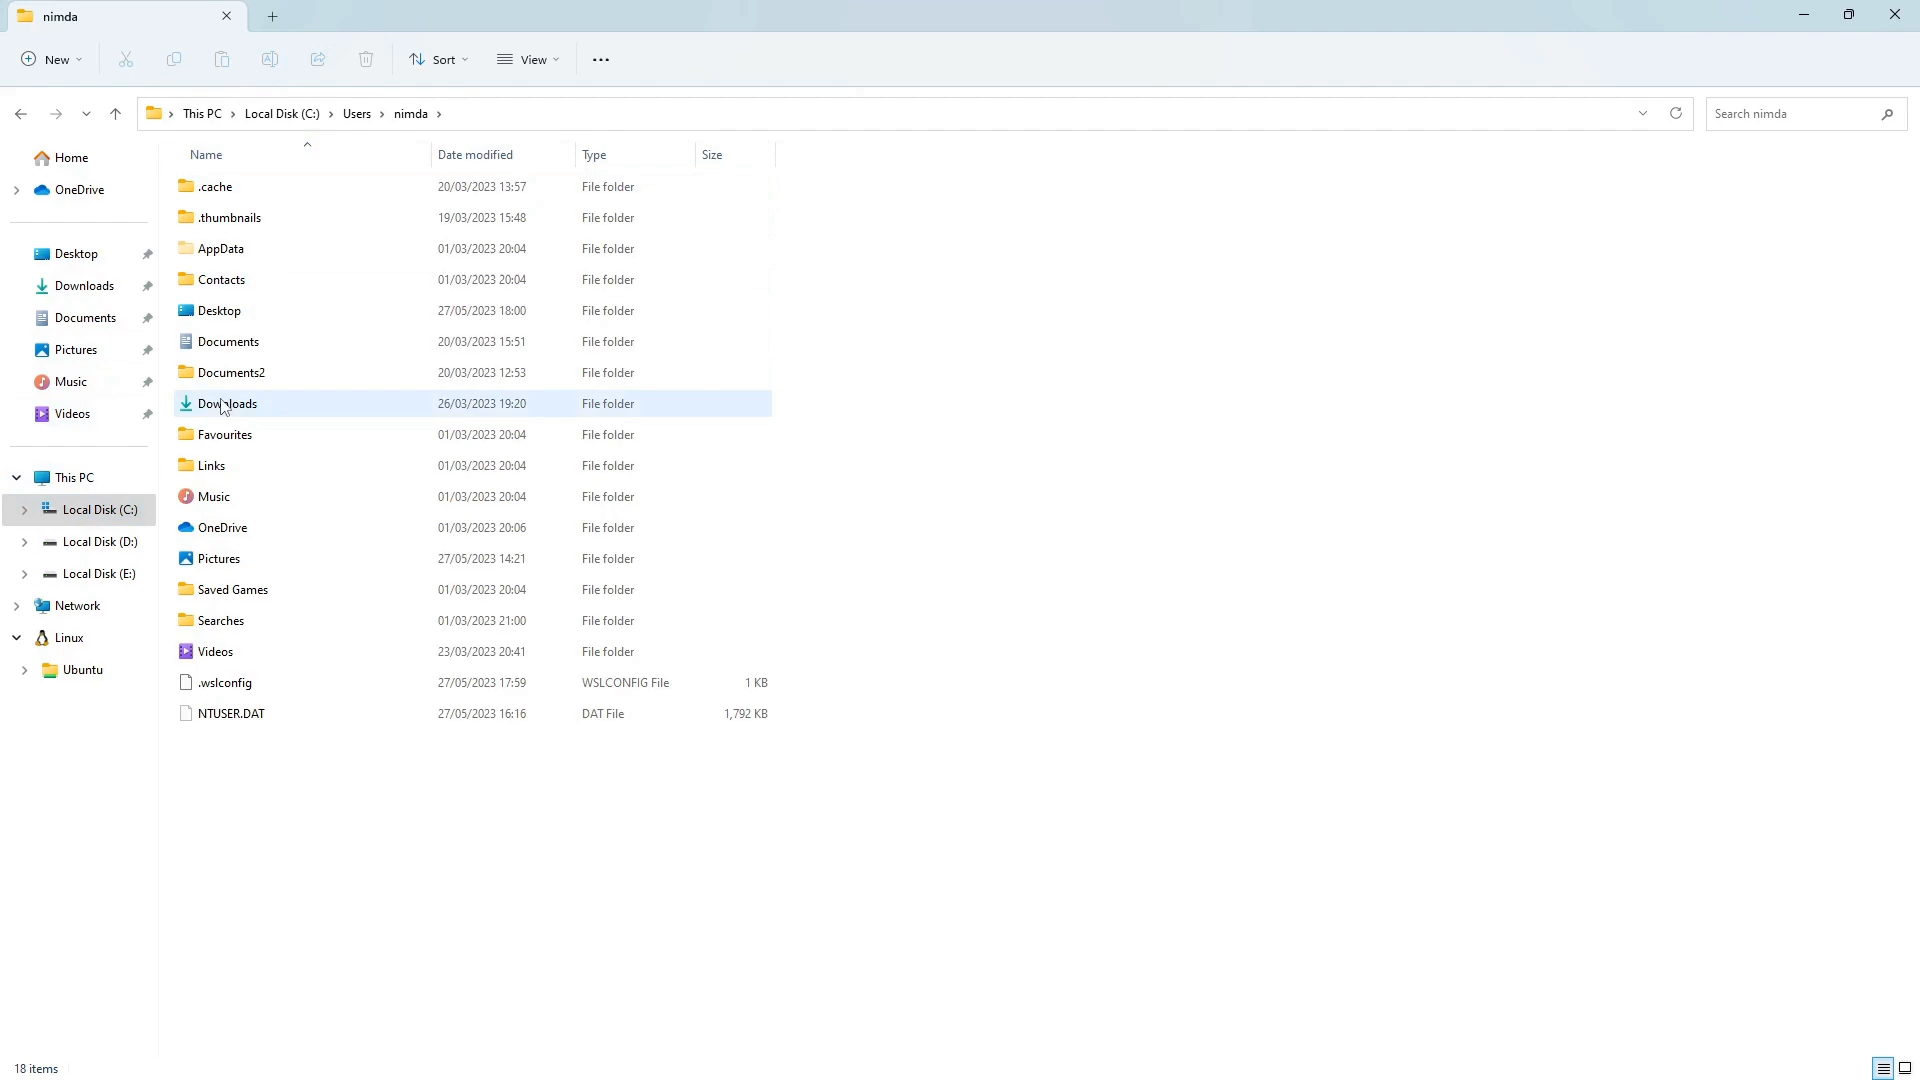 nimda
New
Sort
View
This PC
Local Disk (C:)
Users
nimda
Search nimda
Home
OneDrive
Desktop
Downloads
Documents
Pictures
Music
Videos
This PC
Local Disk (C:)
Local Disk (D:)
Local Disk (E:)
Network
Linux
Ubuntu
Name Date modified Type Size
.cache 20/03/2023 13:57 File folder
.thumbnails 19/03/2023 15:48 File folder
AppData 01/03/2023 20:04 File folder
Contacts 01/03/2023 20:04 File folder
Desktop 27/05/2023 18:00 File folder
Documents 20/03/2023 15:51 File folder
Documents2 20/03/2023 12:53 File folder
Downloads 26/03/2023 19:20 File folder
Favourites 01/03/2023 20:04 File folder
Links 01/03/2023 20:04 File folder
Music 01/03/2023 20:04 File folder
OneDrive 01/03/2023 20:06 File folder
Pictures 27/05/2023 14:21 File folder
Saved Games 01/03/2023 20:04 File folder
Searches 01/03/2023 21:00 File folder
Videos 23/03/2023 20:41 File folder
.wslconfig 27/05/2023 17:59 WSLCONFIG File 1 KB
NTUSER.DAT 27/05/2023 16:16 DAT File 1,792 KB
18 items